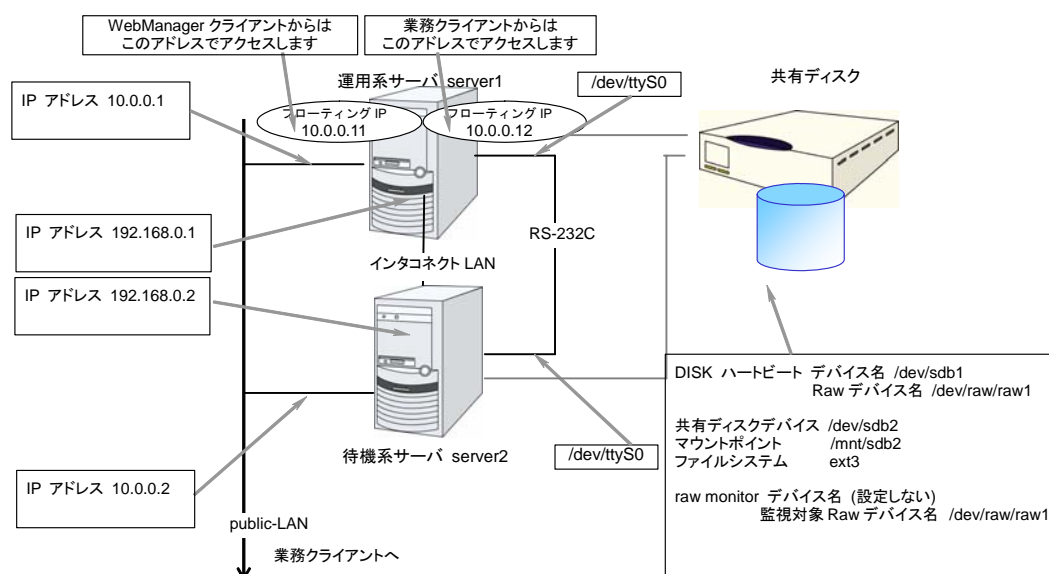 WebManager クライアントからは
このアドレスでアクセスします
業務クライアントからは
このアドレスでアクセスします
運用系サーバ server1
/dev/ttyS0
共有ディスク
IP アドレス 10.0.0.1
フローティング IP
10.0.0.11
フローティング IP
10.0.0.12
IP アドレス 192.168.0.1
RS-232C
インタコネクト LAN
IP アドレス 192.168.0.2
DISK ハートビート デバイス名 /dev/sdb1
Raw デバイス名 /dev/raw/raw1
共有ディスクデバイス /dev/sdb2
マウントポイント /mnt/sdb2
ファイルシステム ext3
raw monitor デバイス名 (設定しない)
監視対象 Raw デバイス名 /dev/raw/raw1
待機系サーバ server2
/dev/ttyS0
IP アドレス 10.0.0.2
public-LAN
業務クライアントへ